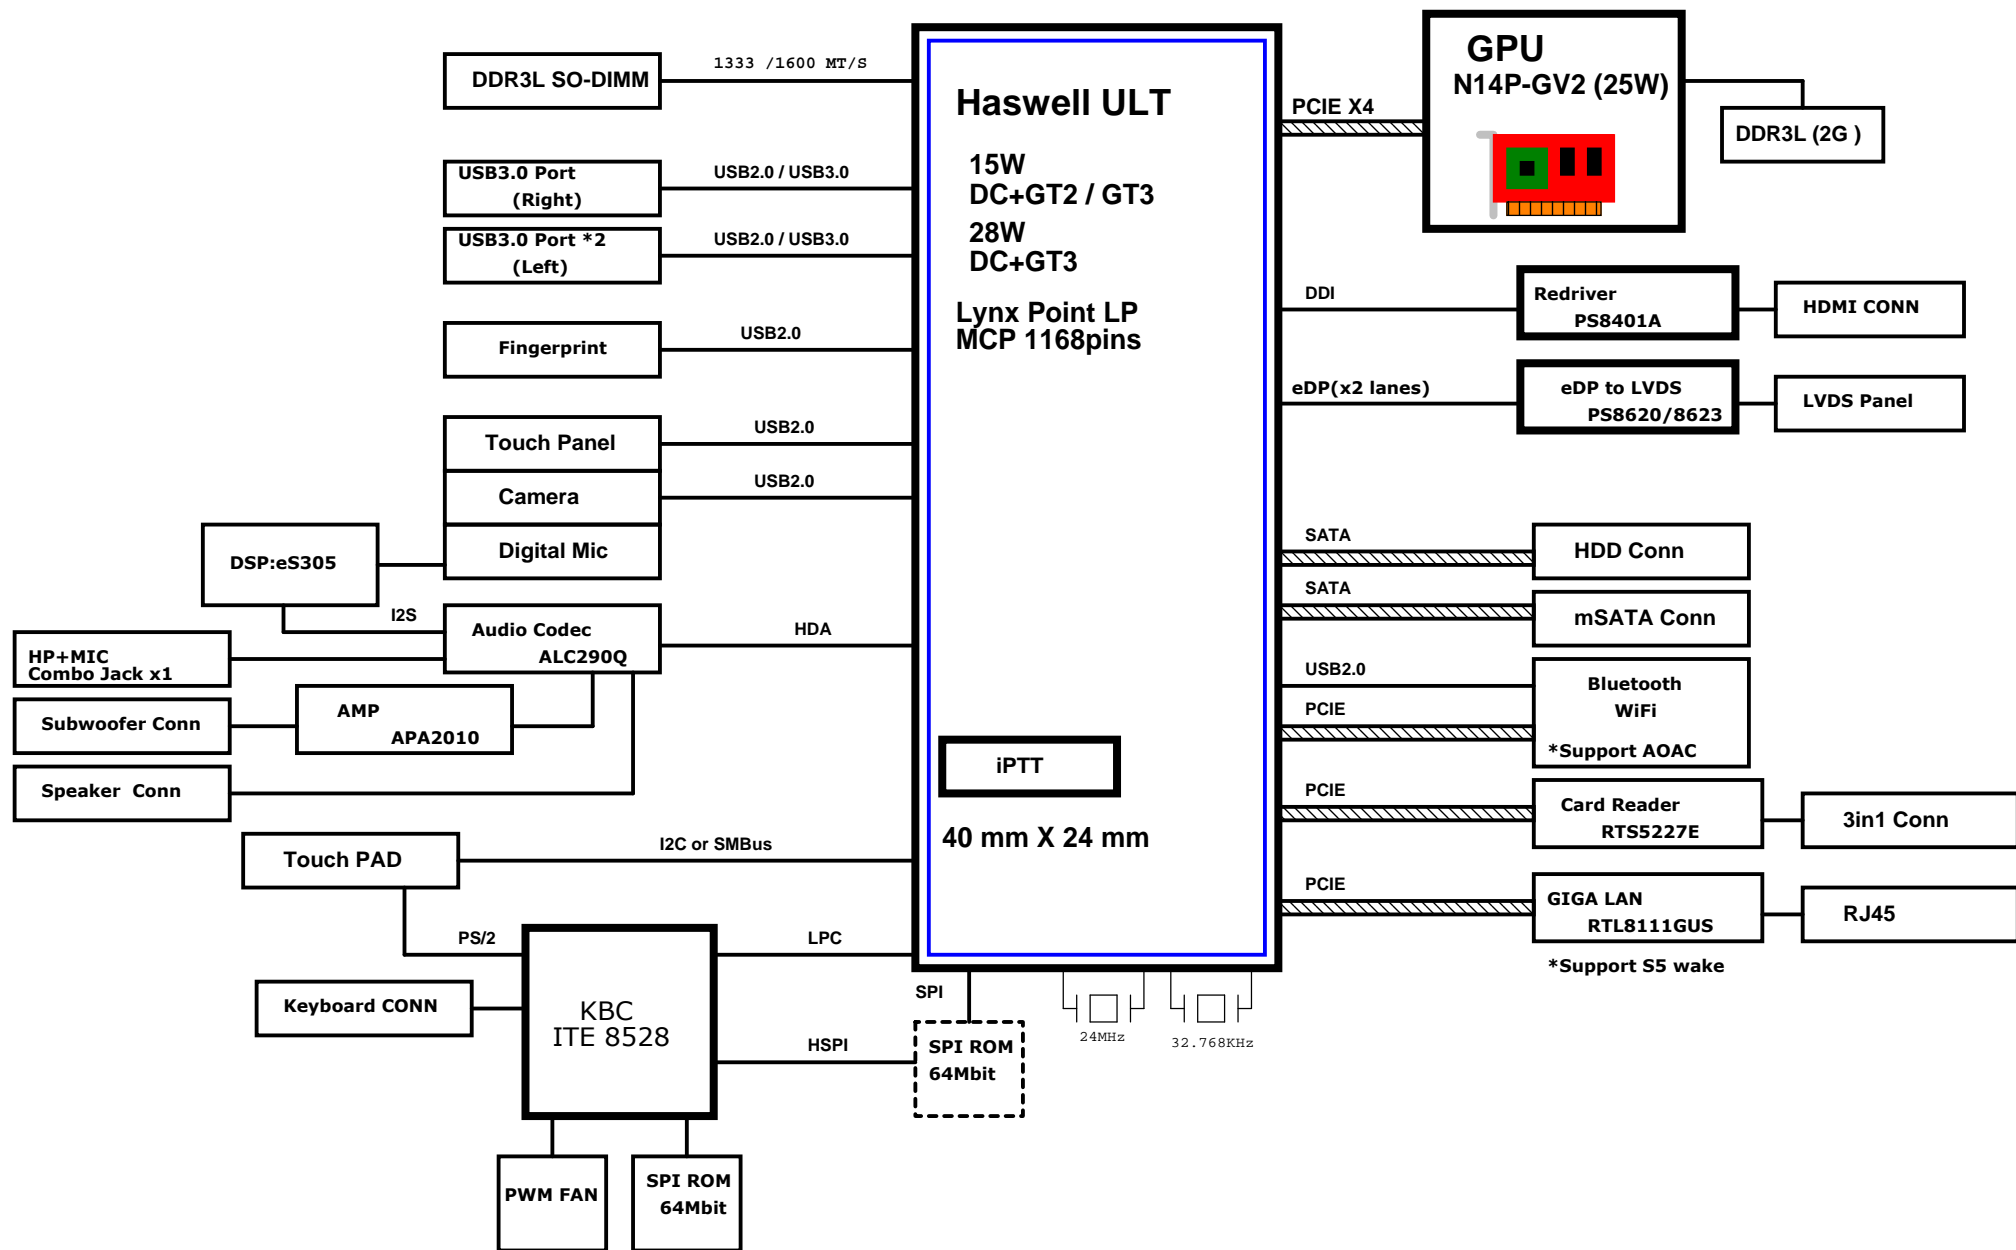 DDR3L SO-DIMM
1333 /1600 MT/S
USB3.0 Port
(Right)
USB2.0 / USB3.0
USB3.0 Port *2
(Left)
USB2.0 / USB3.0
Fingerprint
USB2.0
Touch Panel
USB2.0
Camera
USB2.0
Digital Mic
DSP:eS305
I2S
Audio Codec
ALC290Q
HDA
HP+MIC
Combo Jack x1
Subwoofer Conn
AMP
APA2010
Speaker Conn
Touch PAD
I2C or SMBus
PS/2
LPC
Keyboard CONN
KBC
ITE 8528
HSPI
PWM FAN
SPI ROM
64Mbit
Haswell ULT
15W
DC+GT2 / GT3
28W
DC+GT3
Lynx Point LP
MCP 1168pins
iPTT
40 mm X 24 mm
SPI
SPI ROM
64Mbit
24MHz
32.768KHz
PCIE X4
GPU
N14P-GV2 (25W)
DDR3L (2G )
DDI
Redriver
PS8401A
HDMI CONN
eDP(x2 lanes)
eDP to LVDS
PS8620/8623
LVDS Panel
SATA
HDD Conn
SATA
mSATA Conn
USB2.0
PCIE
Bluetooth
WiFi
*Support AOAC
PCIE
Card Reader
RTS5227E
3in1 Conn
PCIE
GIGA LAN
RTL8111GUS
RJ45
*Support S5 wake